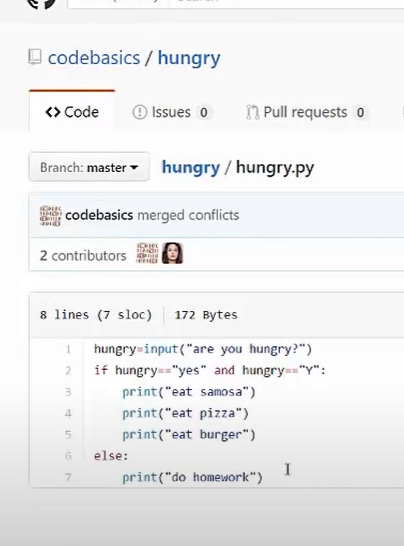 codebasics / hungry
<> Code Issues 0 Pull requests 0
Branch: master hungry / hungry.py
codebasics merged conflicts
2 contributors
8 lines (7 sloc) 172 Bytes
1 hungry=input("are you hungry?")
2 if hungry=="yes" and hungry=="Y":
3 print("eat samosa")
4 print("eat pizza")
5 print("eat burger")
6 else:
7 print("do homework")